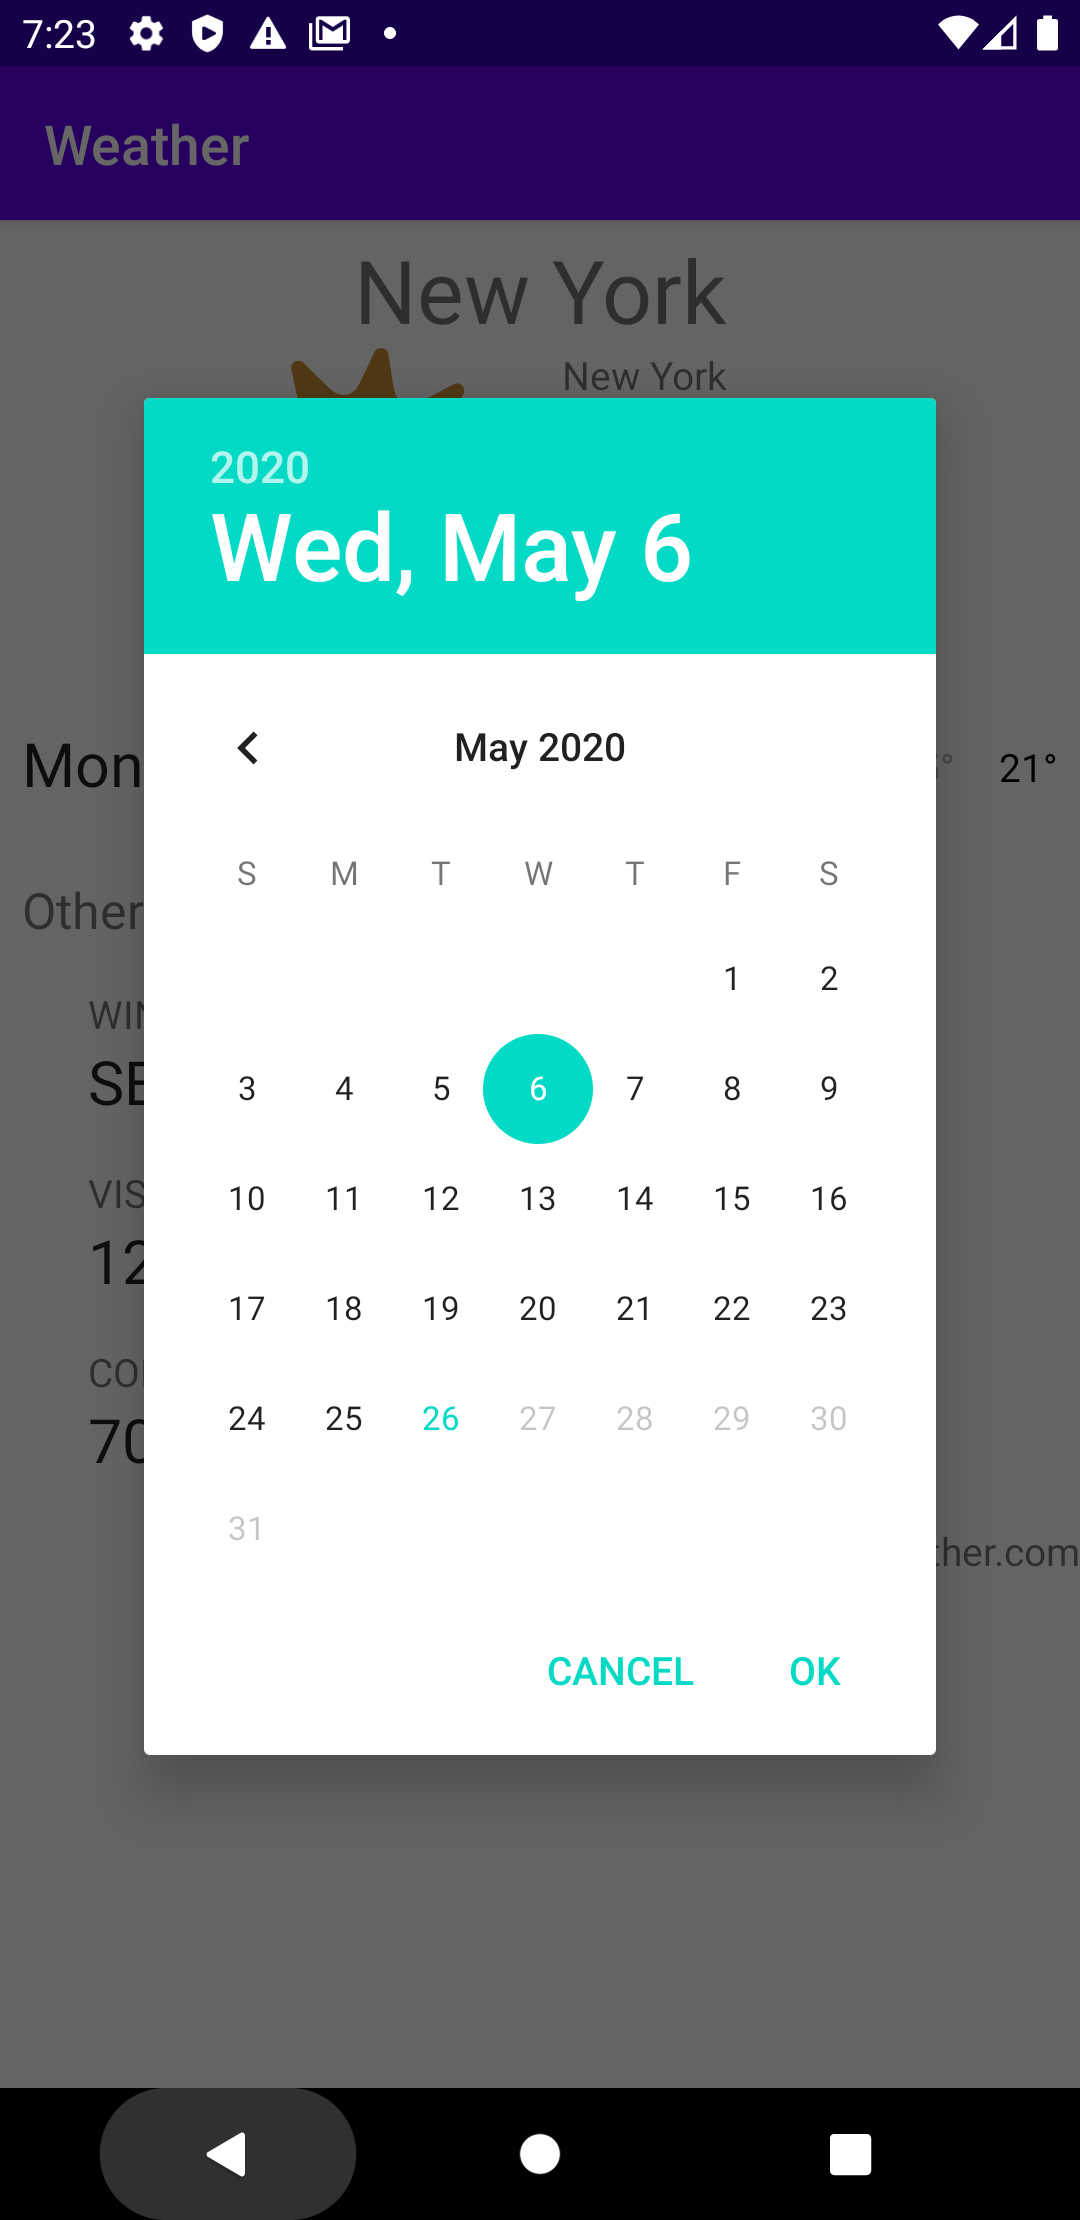 7:23
Weather
New York
New York
2020
Wed, May 6
May 2020
S M T W T F S
1 2
3 4 5 6 7 8 9
10 11 12 13 14 15 16
17 18 19 20 21 22 23
24 25 26 27 28 29 30
31
CANCEL OK
Mon
21°
Other